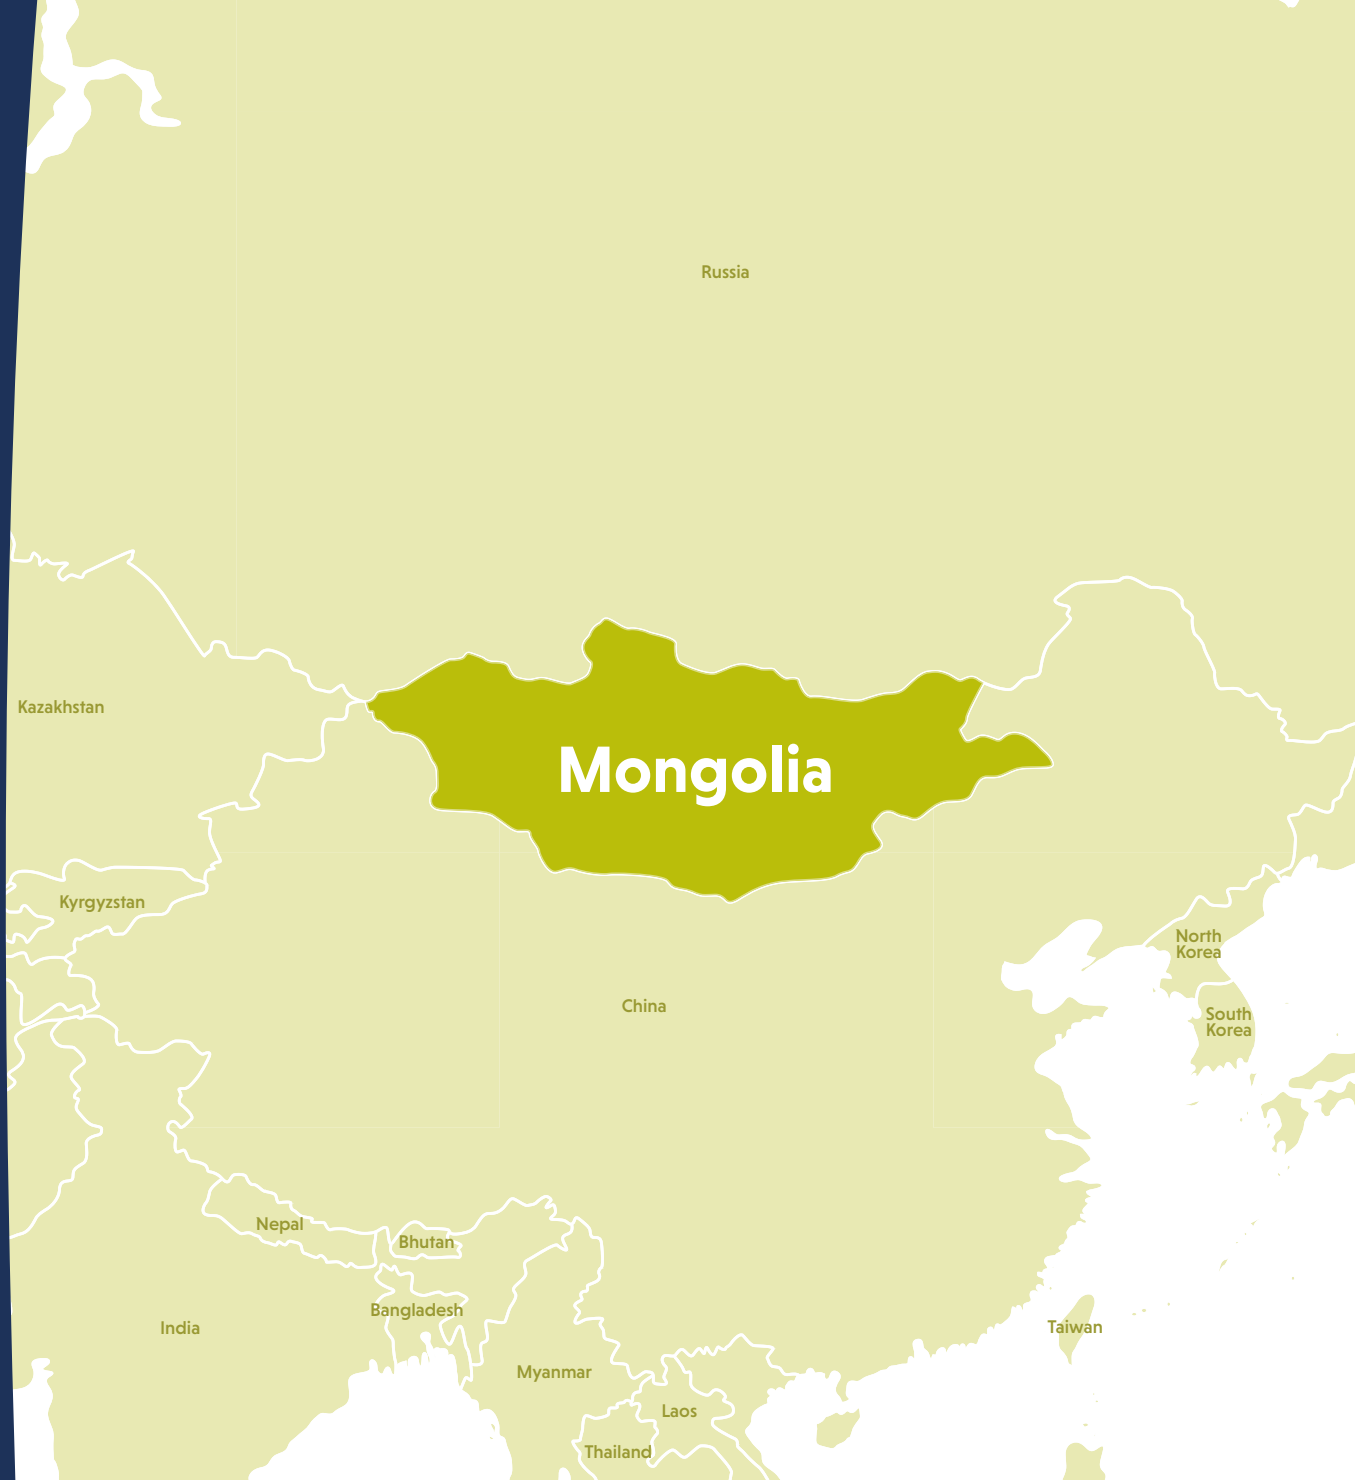 Russia
Kazakhstan
Mongolia
Kyrgyzstan
North
Korea
China
South
Korea
Nepal
Bhutan
Bangladesh
India
Taiwan
Myanmar
Laos
Thailand